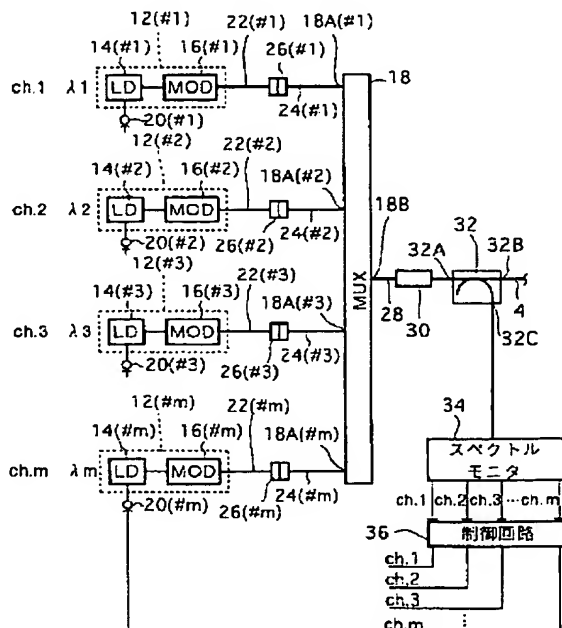 12(#1)
22(#1)
18A(#1)
14(#1)
16(#1)
26(#1)
18
ch.1
λ1
LD
MOD
24(#1)
20(#1)
12(#2)
22(#2)
14(#2)
16(#2)
18A(#2)
ch.2
λ2
LD
MOD
24(#2)
20(#2)
26(#2)
12(#3)
18B
32
32A
32B
MUX
28
30
4
32C
22(#3)
14(#3)
16(#3)
18A(#3)
ch.3
λ3
LD
MOD
24(#3)
20(#3)
26(#3)
12(#m)
22(#m)
14(#m)
16(#m)
18A(#m)
ch.m
λm
LD
MOD
24(#m)
20(#m)
26(#m)
34
スペクトル
モニタ
ch.1 ch.2 ch.3 …ch.m
36
制御回路
ch.1
ch.2
ch.3
ch.m
⋮